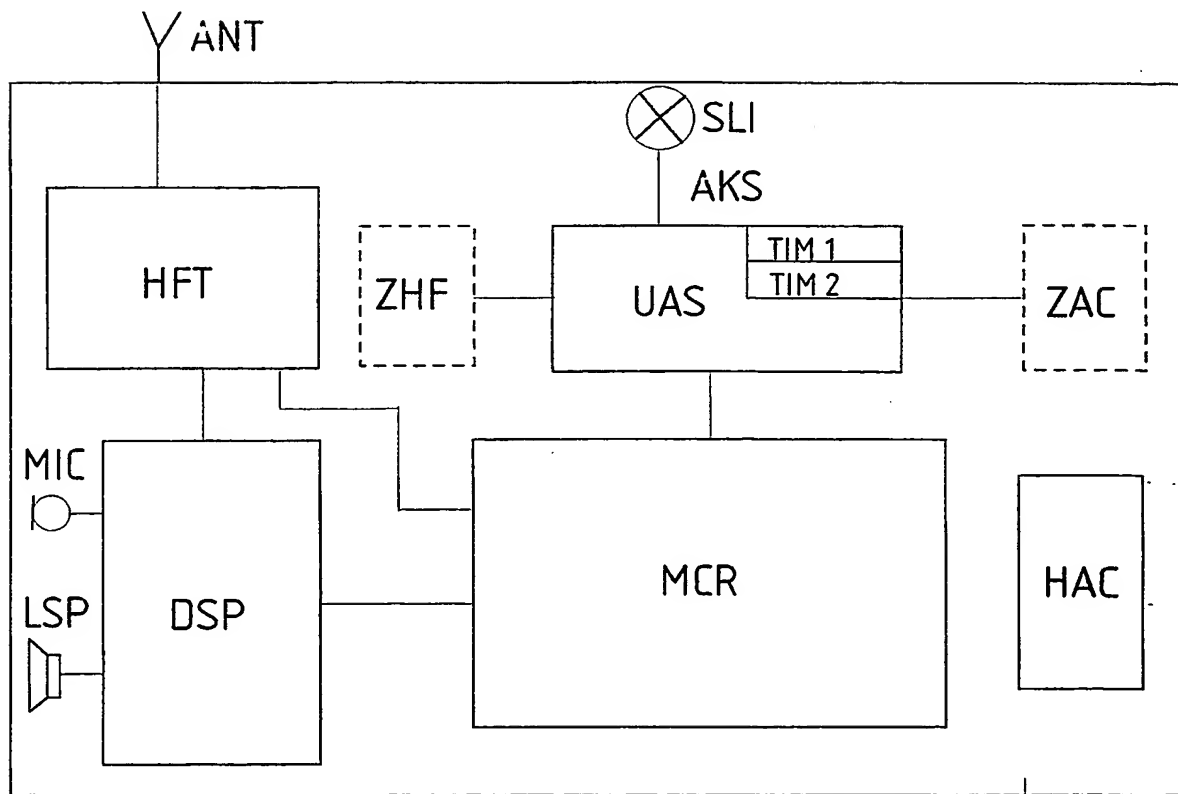 ANT
SLI
AKS
HFT
ZHF
UAS
TIM 1
TIM 2
ZAC
MIC
LSP
DSP
MCR
HAC